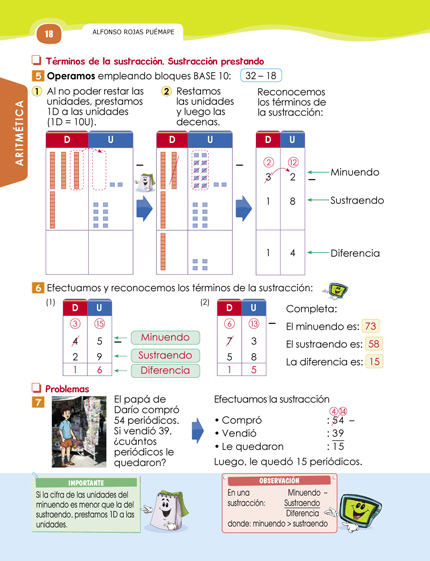 18
ALFONSO ROJAS PUÉMAPE
ARITMÉTICA
Términos de la sustracción. Sustracción prestando
5 Operamos empleando bloques BASE 10: 32 – 18
1 Al no poder restar las
unidades, prestamos
1D a las unidades
(1D = 10U).
D U
–
2 Restamos
las unidades
y luego las
decenas.
D U
–
Reconocemos
los términos de
la sustracción:
D U
2 12
3 2 – Minuendo
1 8 Sustraendo
1 4 Diferencia
6 Efectuamos y reconocemos los términos de la sustracción:
(1)
D U
3 15
4 5 – Minuendo
2 9 Sustraendo
1 6 Diferencia
(2)
D U
6 13
7 3 –
5 8
1 5
Completa:
El minuendo es: 73
El sustraendo es: 58
La diferencia es: 15
Problemas
7 El papá de
Darío compró
54 periódicos.
Si vendió 39,
¿cuántos
periódicos le
quedaron?
Efectuamos la sustracción
4 14
• Compró : 54 –
• Vendió : 39
• Le quedaron : 15
Luego, le quedó 15 periódicos.
IMPORTANTE
Si la cifra de las unidades del
minuendo es menor que la del
sustraendo, prestamos 1D a las
unidades.
OBSERVACIÓN
En una Minuendo –
sustracción: Sustraendo
Diferencia
donde: minuendo > sustraendo